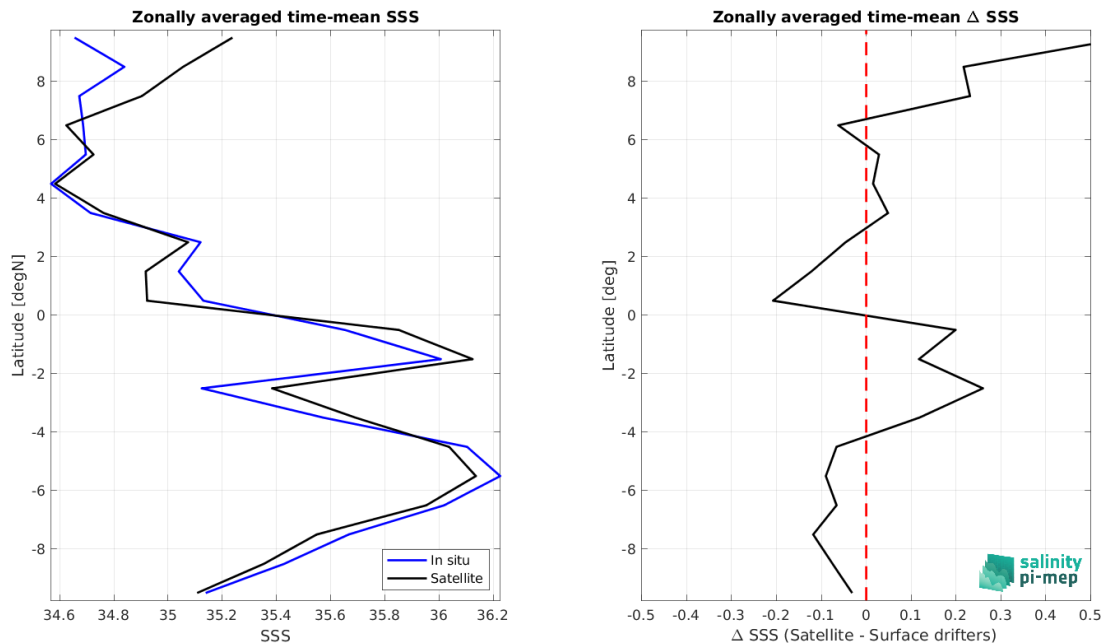 Zonally averaged time-mean SSS
Latitude [degN]
8
6
4
2
0
-2
-4
-6
-8
34.6 34.8 35 35.2 35.4 35.6 35.8 36 36.2
SSS
In situ
Satellite
Zonally averaged time-mean Δ SSS
Latitude [deg]
8
6
4
2
0
-2
-4
-6
-8
-0.5 -0.4 -0.3 -0.2 -0.1 0 0.1 0.2 0.3 0.4 0.5
Δ SSS (Satellite - Surface drifters)
salinity
pi-mep